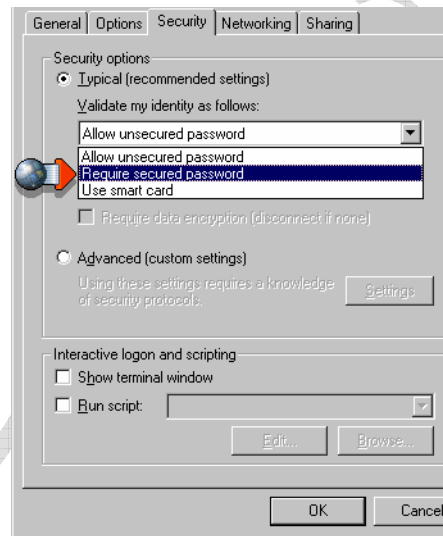 General Options Security Networking Sharing
Security options
Typical (recommended settings)
Validate my identity as follows:
Allow unsecured password
Allow unsecured password
Require secured password
Use smart card
Require data encryption (disconnect if none)
Advanced (custom settings)
Using these settings requires a knowledge
of security protocols.
Settings
Interactive logon and scripting
Show terminal window
Run script:
Edit... Browse...
OK Cancel